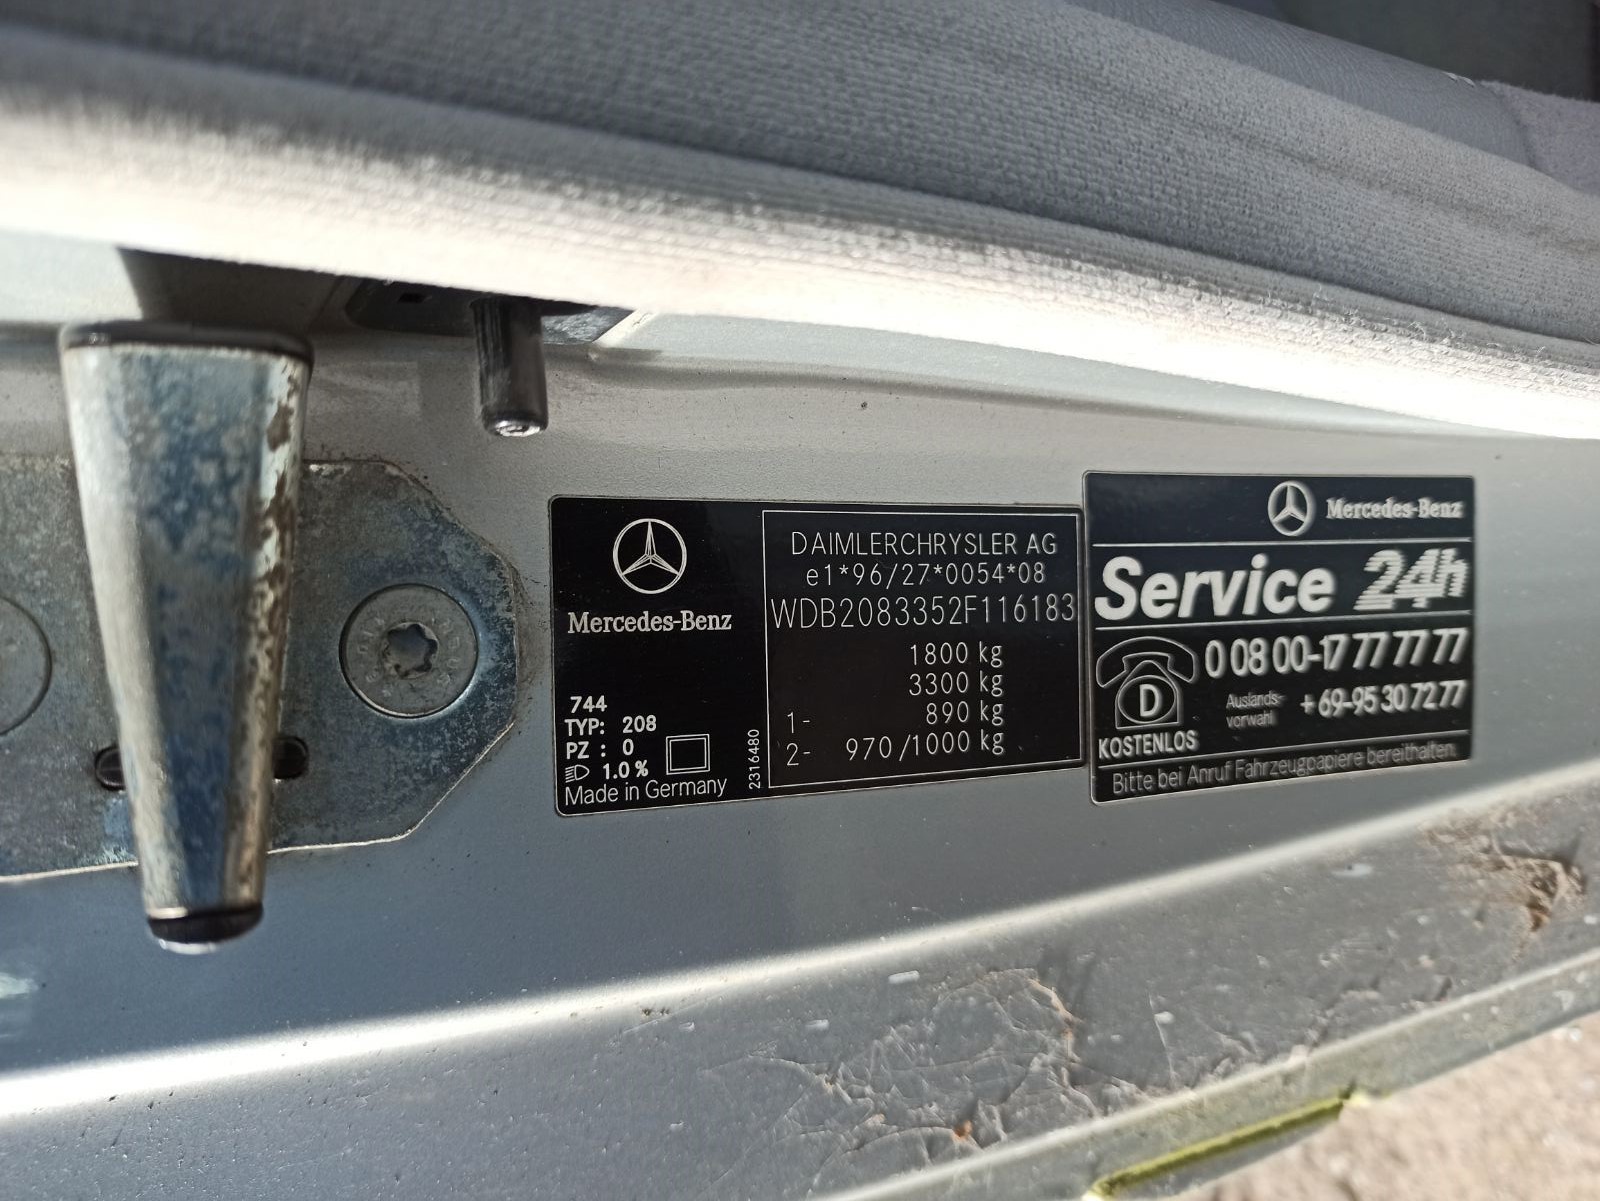 Mercedes-Benz
744
TYP: 208
PZ : 0
1.0 %
Made in Germany
2316480
DAIMLERCHRYSLER AG
e1*96/27*0054*08
WDB2083352F116183
1800 kg
3300 kg
1- 890 kg
2- 970/1000 kg
Mercedes-Benz
Service 24h
0 08 00-17 77 77 77
Auslands-
vorwahl
+69-95 30 72 77
D
KOSTENLOS
Bitte bei Anruf Fahrzeugpapiere bereithalten.